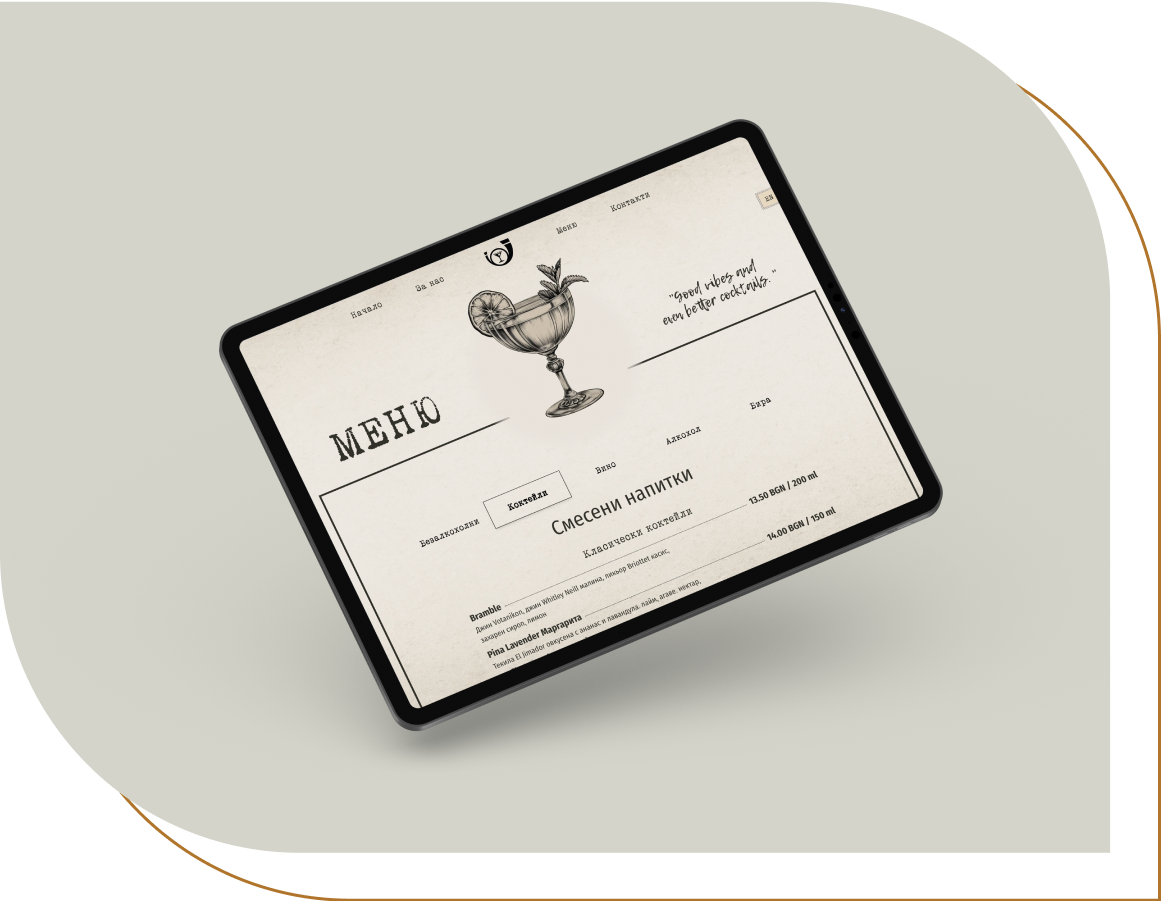 Начало
За нас
Меню
Контакти
EN
"good vibes and
even better cocktails."
МЕНЮ
Безалкохолни
Коктейли
Вино
Алкохол
Бира
Смесени напитки
Класически коктейли
Bramble
13.50 BGN / 200 ml
Джин Votanikon, джин Whitley Neill малина, ликьор Briottet касис,
захарен сироп, лимон
Pina Lavender Маргарита
14.00 BGN / 150 ml
Текила El Jimador овкусена с ананас и лавандула, лайм, агаве нектар,